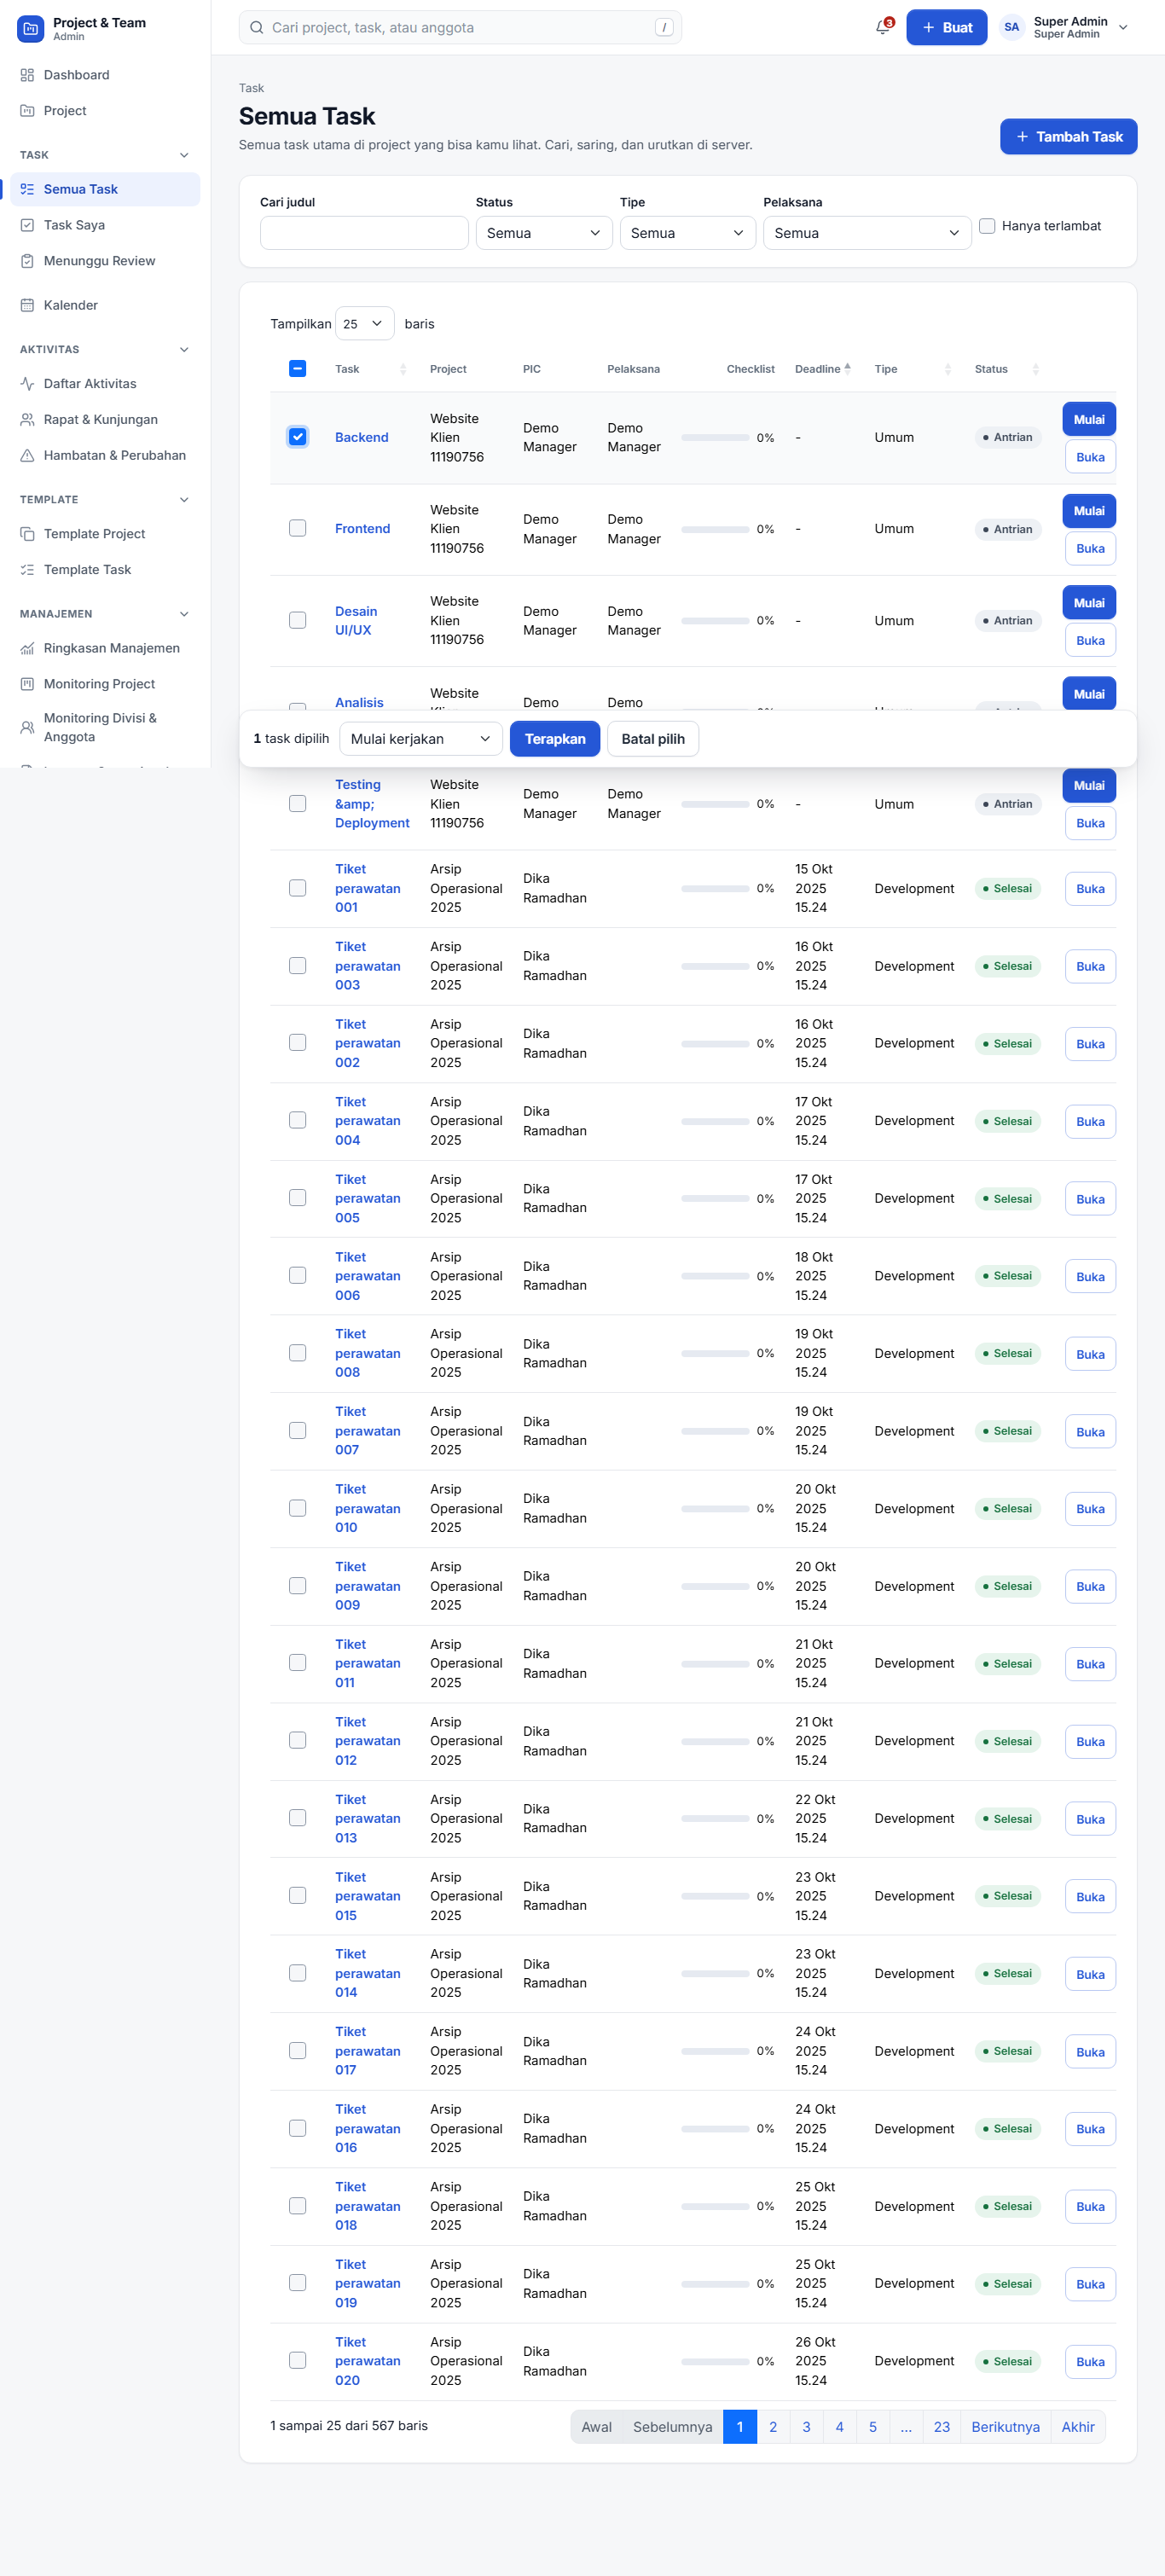 Project & Team
Admin
Cari project, task, atau anggota
/
3
Buat
SA
Super Admin
Super Admin
Dashboard
Project
TASK
Semua Task
Task Saya
Menunggu Review
Kalender
AKTIVITAS
Daftar Aktivitas
Rapat & Kunjungan
Hambatan & Perubahan
TEMPLATE
Template Project
Template Task
MANAJEMEN
Ringkasan Manajemen
Monitoring Project
Monitoring Divisi &
Anggota
Task
Semua Task
Semua task utama di project yang bisa kamu lihat. Cari, saring, dan urutkan di server.
Tambah Task
Cari judul
Status
Tipe
Pelaksana
Semua
Semua
Semua
Hanya terlambat
Tampilkan 25 baris
Task Project PIC Pelaksana Checklist Deadline Tipe Status
Backend Website Klien 11190756 Demo Manager Demo Manager 0% - Umum Antrian Mulai Buka
Frontend Website Klien 11190756 Demo Manager Demo Manager 0% - Umum Antrian Mulai Buka
Desain UI/UX Website Klien 11190756 Demo Manager Demo Manager 0% - Umum Antrian Mulai Buka
Analisis Website Demo Demo Mulai
1 task dipilih Mulai kerjakan Terapkan Batal pilih
Testing &amp;amp; Deployment Website Klien 11190756 Demo Manager Demo Manager 0% - Umum Antrian Mulai Buka
Tiket perawatan 001 Arsip Operasional 2025 Dika Ramadhan 0% 15 Okt 2025 15.24 Development Selesai Buka
Tiket perawatan 003 Arsip Operasional 2025 Dika Ramadhan 0% 16 Okt 2025 15.24 Development Selesai Buka
Tiket perawatan 002 Arsip Operasional 2025 Dika Ramadhan 0% 16 Okt 2025 15.24 Development Selesai Buka
Tiket perawatan 004 Arsip Operasional 2025 Dika Ramadhan 0% 17 Okt 2025 15.24 Development Selesai Buka
Tiket perawatan 005 Arsip Operasional 2025 Dika Ramadhan 0% 17 Okt 2025 15.24 Development Selesai Buka
Tiket perawatan 006 Arsip Operasional 2025 Dika Ramadhan 0% 18 Okt 2025 15.24 Development Selesai Buka
Tiket perawatan 008 Arsip Operasional 2025 Dika Ramadhan 0% 19 Okt 2025 15.24 Development Selesai Buka
Tiket perawatan 007 Arsip Operasional 2025 Dika Ramadhan 0% 19 Okt 2025 15.24 Development Selesai Buka
Tiket perawatan 010 Arsip Operasional 2025 Dika Ramadhan 0% 20 Okt 2025 15.24 Development Selesai Buka
Tiket perawatan 009 Arsip Operasional 2025 Dika Ramadhan 0% 20 Okt 2025 15.24 Development Selesai Buka
Tiket perawatan 011 Arsip Operasional 2025 Dika Ramadhan 0% 21 Okt 2025 15.24 Development Selesai Buka
Tiket perawatan 012 Arsip Operasional 2025 Dika Ramadhan 0% 21 Okt 2025 15.24 Development Selesai Buka
Tiket perawatan 013 Arsip Operasional 2025 Dika Ramadhan 0% 22 Okt 2025 15.24 Development Selesai Buka
Tiket perawatan 015 Arsip Operasional 2025 Dika Ramadhan 0% 23 Okt 2025 15.24 Development Selesai Buka
Tiket perawatan 014 Arsip Operasional 2025 Dika Ramadhan 0% 23 Okt 2025 15.24 Development Selesai Buka
Tiket perawatan 017 Arsip Operasional 2025 Dika Ramadhan 0% 24 Okt 2025 15.24 Development Selesai Buka
Tiket perawatan 016 Arsip Operasional 2025 Dika Ramadhan 0% 24 Okt 2025 15.24 Development Selesai Buka
Tiket perawatan 018 Arsip Operasional 2025 Dika Ramadhan 0% 25 Okt 2025 15.24 Development Selesai Buka
Tiket perawatan 019 Arsip Operasional 2025 Dika Ramadhan 0% 25 Okt 2025 15.24 Development Selesai Buka
Tiket perawatan 020 Arsip Operasional 2025 Dika Ramadhan 0% 26 Okt 2025 15.24 Development Selesai Buka
1 sampai 25 dari 567 baris
Awal Sebelumnya 1 2 3 4 5 … 23 Berikutnya Akhir